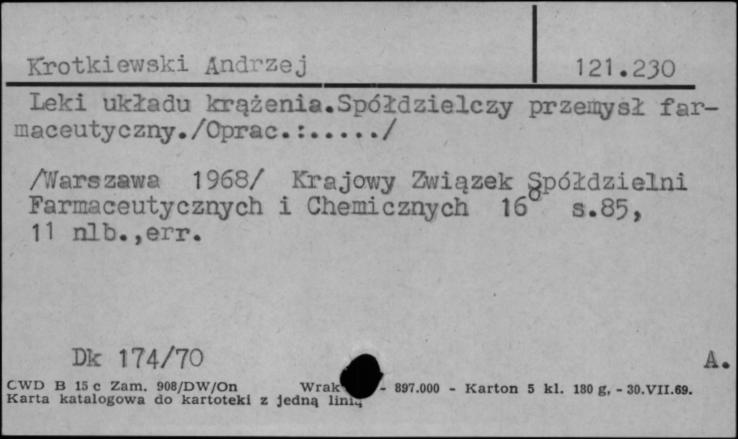 Krotkiewski Andrzej 121.230
Leki układu krążenia.Spółdzielczy przemysł far-
maceutyczny./Oprac.:...../
/Warszawa 1968/ Krajowy Związek Spółdzielni
Farmaceutycznych i Chemicznych 16° s.85,
11 nlb.,err.
Dk 174/70 A.
CWD B 15 c Zam. 908/DW/On - 897.000 - Karton 5 kl. 180 g, - 30.VII.69.
Karta katalogowa do kartoteki z jedną linią